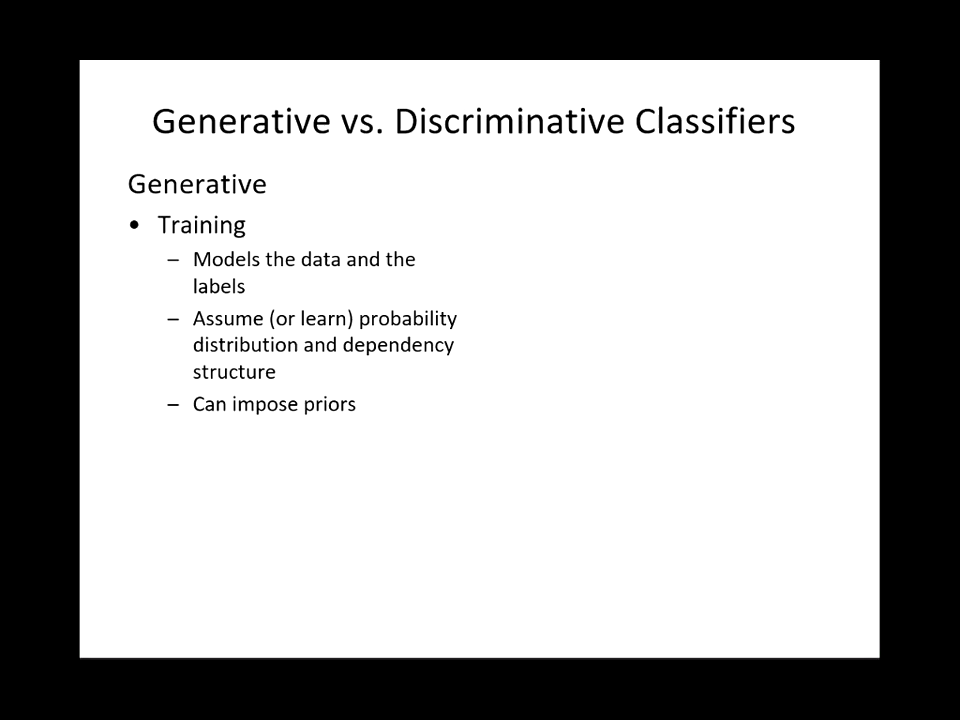 Generative vs. Discriminative Classifiers
Generative
• Training
– Models the data and the
labels
– Assume (or learn) probability
distribution and dependency
structure
– Can impose priors